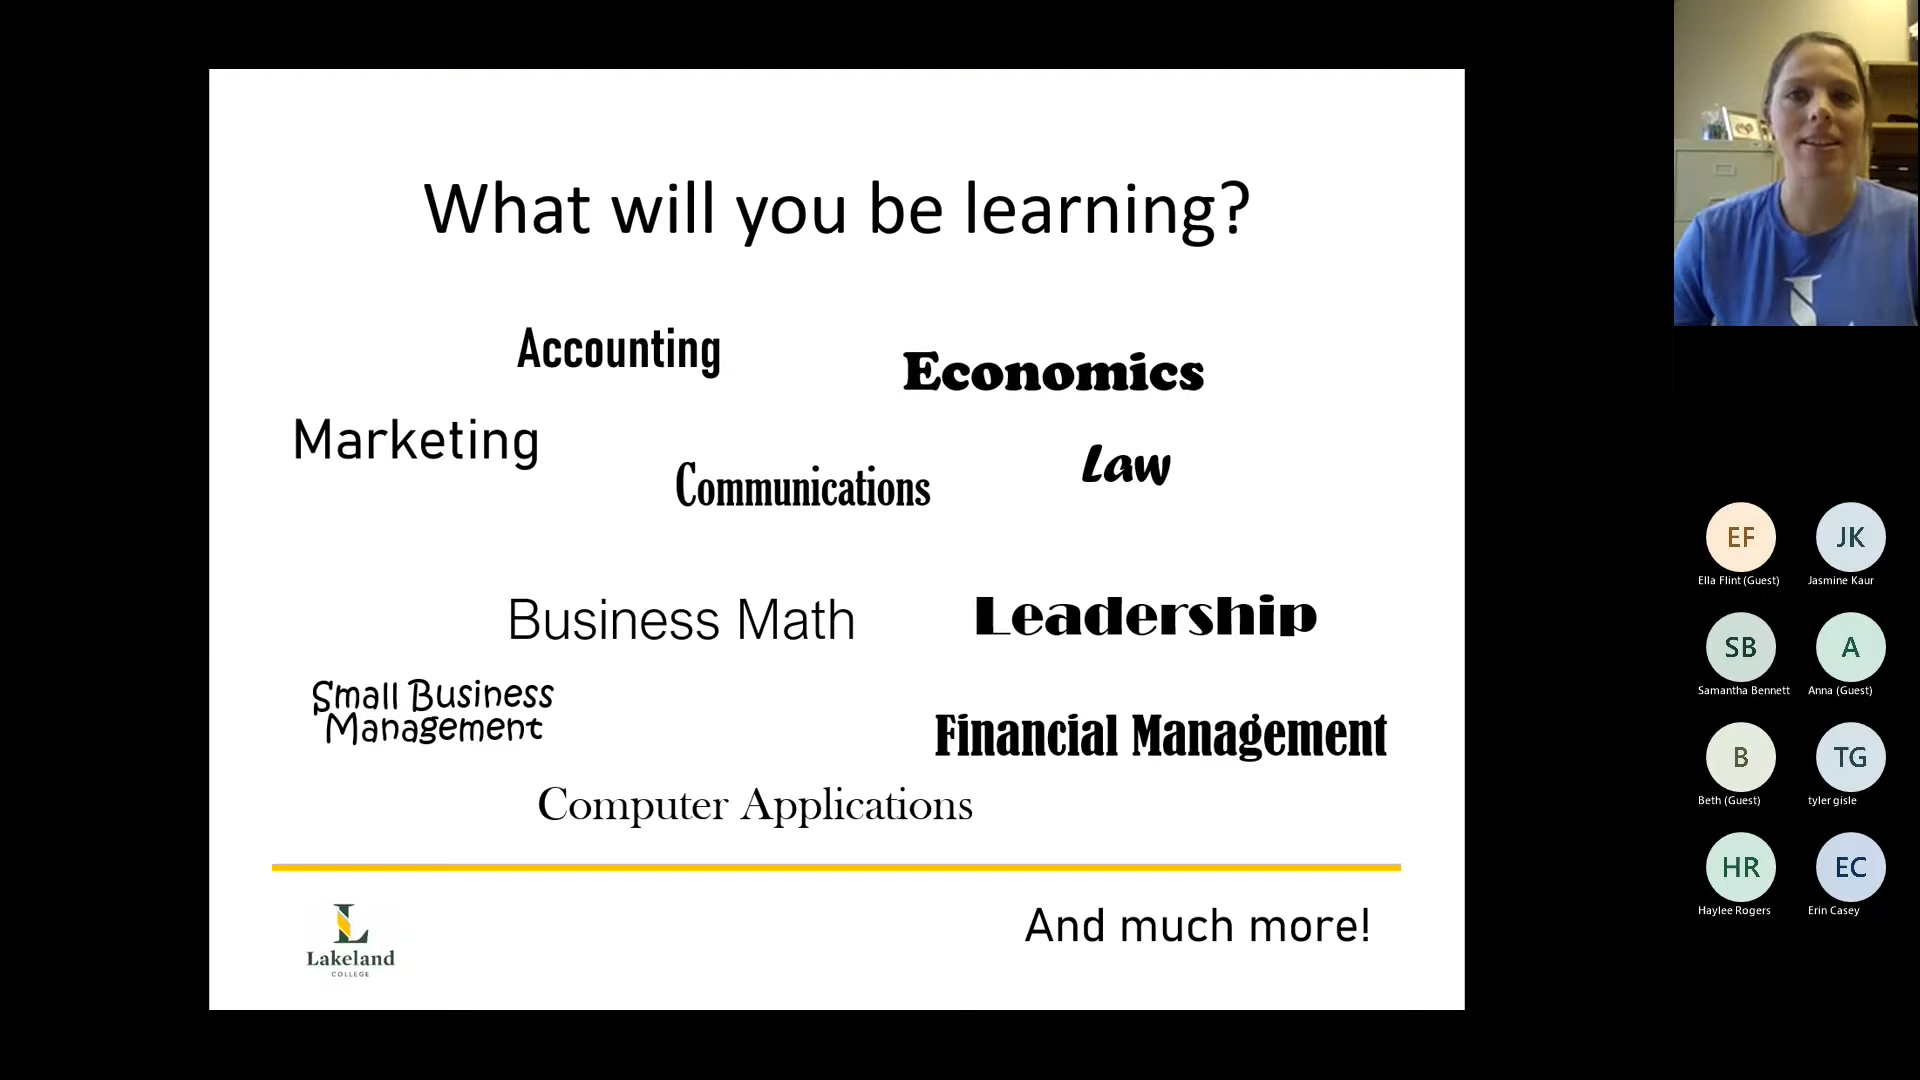 What will you be learning?
Accounting
Economics
Marketing
Law
Communications
Business Math
Leadership
Small Business
Management
Financial Management
Computer Applications
L
Lakeland
COLLEGE
And much more!
EF
Ella Flint (Guest)
JK
Jasmine Kaur
SB
Samantha Bennett
A
Anna (Guest)
B
Beth (Guest)
TG
tyler gisle
HR
Haylee Rogers
EC
Erin Casey